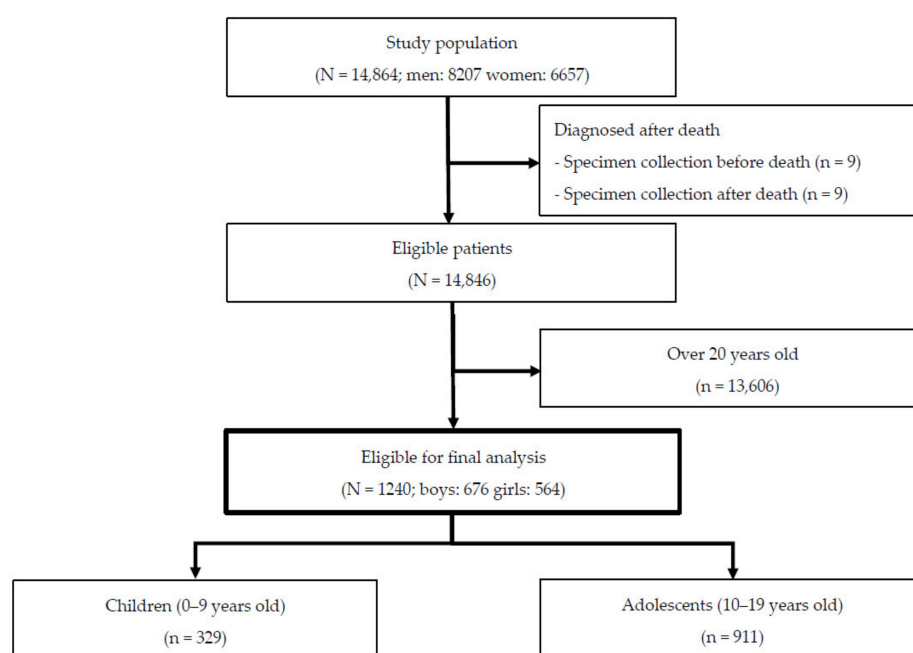 Study population
(N = 14,864; men: 8207 women: 6657)
Diagnosed after death
- Specimen collection before death (n = 9)
- Specimen collection after death (n = 9)
Eligible patients
(N = 14,846)
Over 20 years old
(n = 13,606)
Eligible for final analysis
(N = 1240; boys: 676 girls: 564)
Children (0–9 years old)
(n = 329)
Adolescents (10–19 years old)
(n = 911)